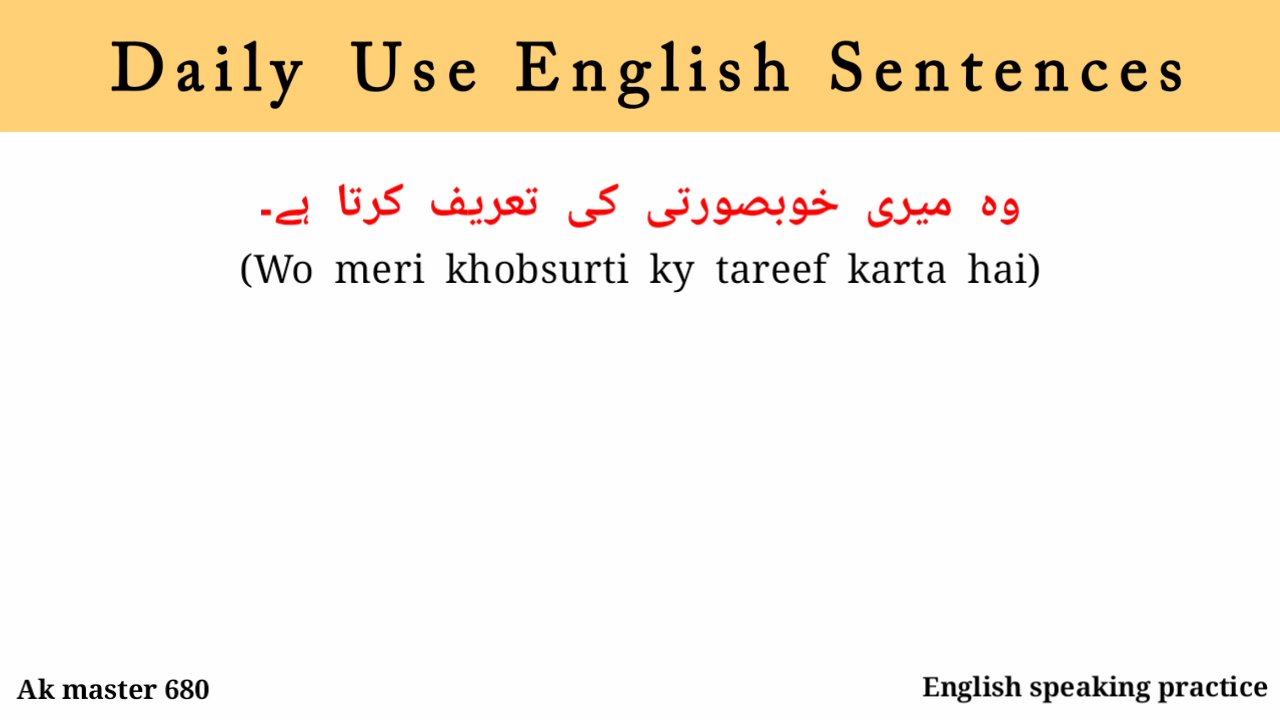 Daily Use English Sentences
وہ میری خوبصورتی کی تعریف کرتا ہے۔
(Wo meri khobsurti ky tareef karta hai)
Ak master 680
English speaking practice